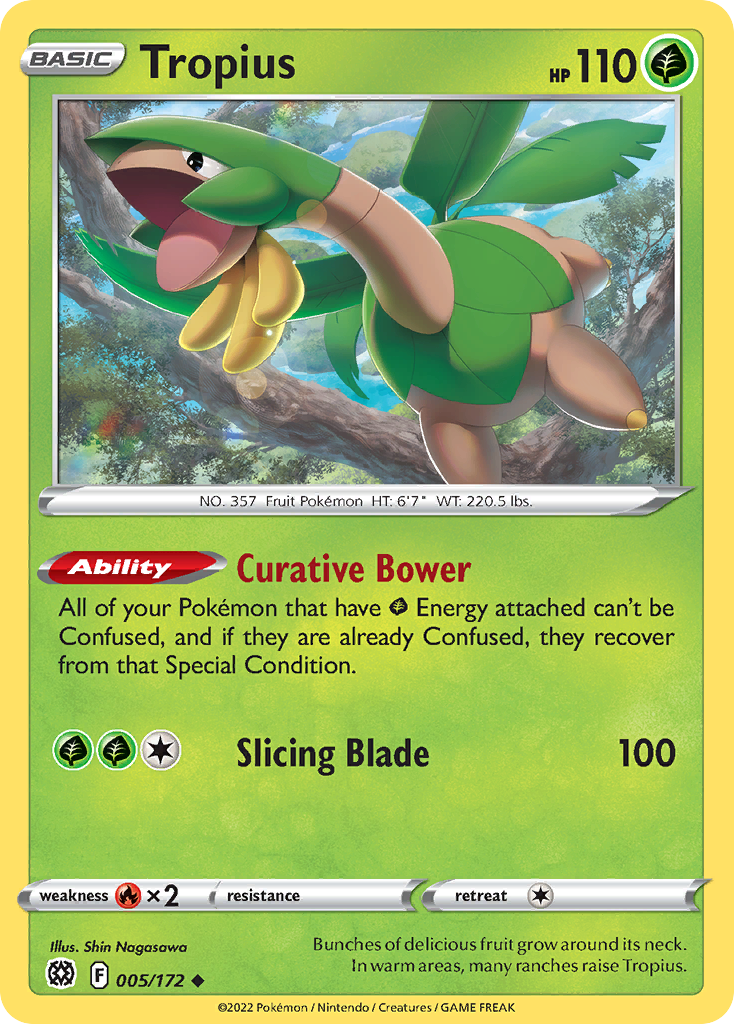 BASIC Tropius HP 110
NO. 357 Fruit Pokémon HT: 6'7" WT: 220.5 lbs.
Ability Curative Bower
All of your Pokémon that have Energy attached can't be
Confused, and if they are already Confused, they recover
from that Special Condition.
Slicing Blade 100
weakness ×2 resistance retreat
Illus. Shin Nagasawa
Bunches of delicious fruit grow around its neck.
In warm areas, many ranches raise Tropius.
F 005/172
©2022 Pokémon / Nintendo / Creatures / GAME FREAK